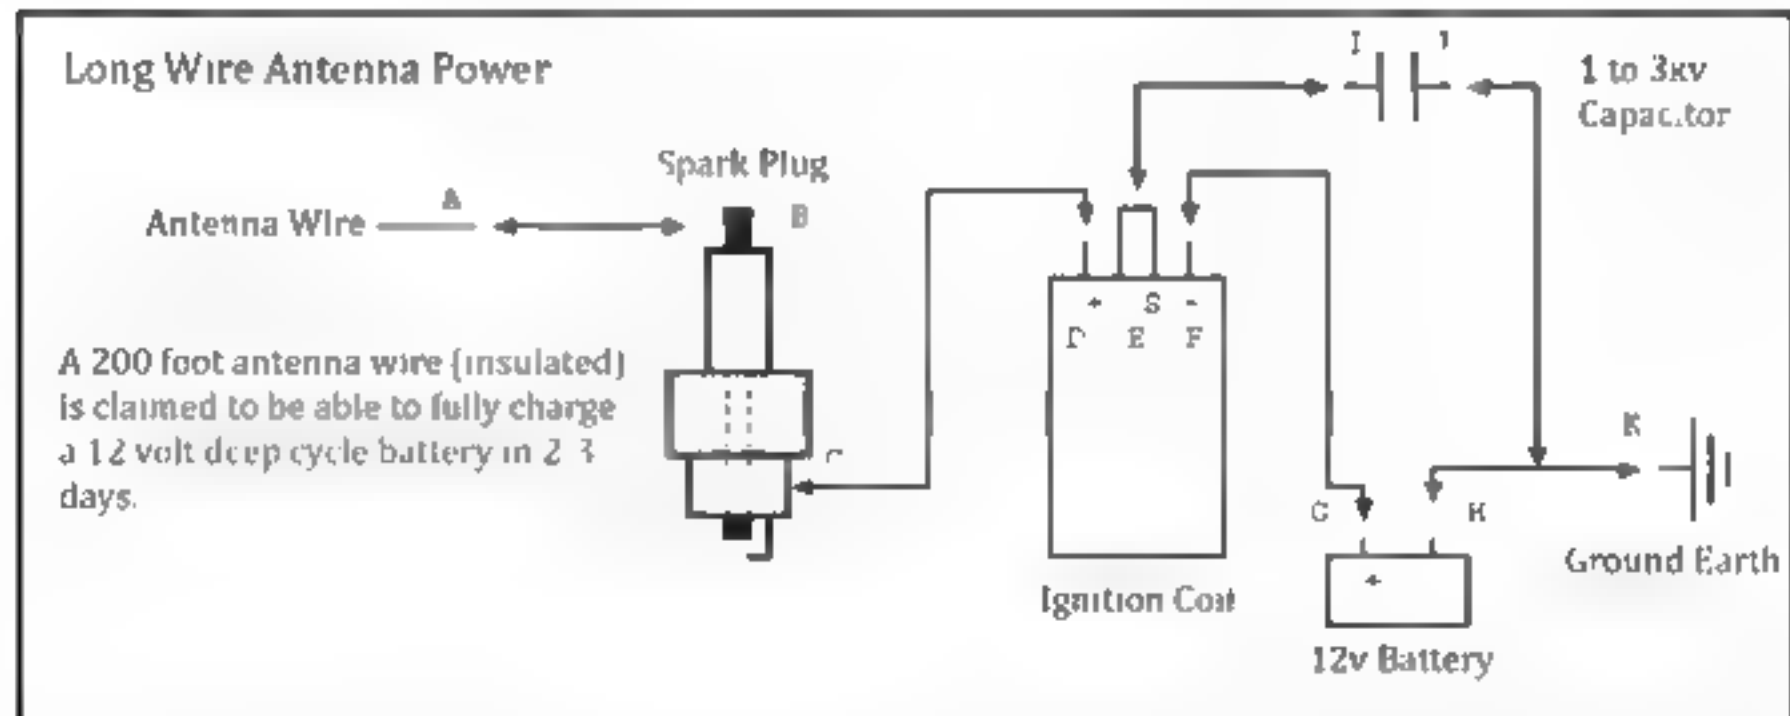 Long Wire Antenna Power
I
1 to 3kv
Capacitor
Spark Plug
A
B
Antenna Wire
+ S -
D E F
A 200 foot antenna wire (insulated)
is claimed to be able to fully charge
a 12 volt deep cycle battery in 2 3
days.
C
K
G
H
Ground Earth
+
Ignition Coil
12v Battery